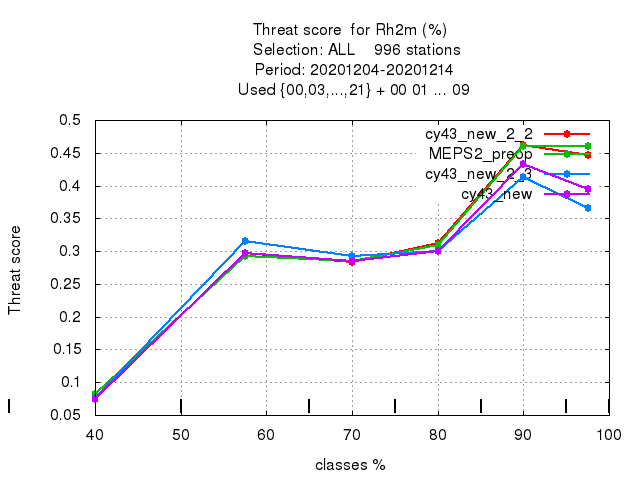 Threat score for Rh2m (%)
Selection: ALL 996 stations
Period: 20201204-20201214
Used {00,03,...,21} + 00 01 ... 09
0.5
0.45
0.4
0.35
0.3
0.25
0.2
0.15
0.1
0.05
Threat score
cy43_new_2_2
MEPS2_preop
cy43_new_2_3
cy43_new
40 50 60 70 80 90 100
classes %